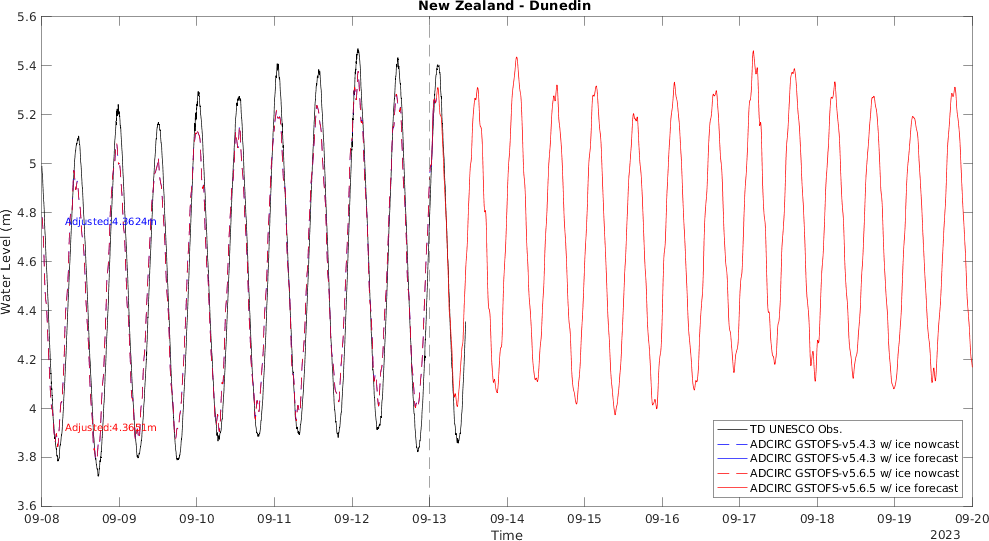 New Zealand - Dunedin
5.6
5.4
5.2
5
4.8
4.6
4.4
4.2
4
3.8
3.6
Water Level (m)
Adjusted:4.3624m
Adjusted:4.3651m
TD UNESCO Obs.
ADCIRC GSTOFS-v5.4.3 w/ ice nowcast
ADCIRC GSTOFS-v5.4.3 w/ ice forecast
ADCIRC GSTOFS-v5.6.5 w/ ice nowcast
ADCIRC GSTOFS-v5.6.5 w/ ice forecast
09-08 09-09 09-10 09-11 09-12 09-13 09-14 09-15 09-16 09-17 09-18 09-19 09-20
Time
2023